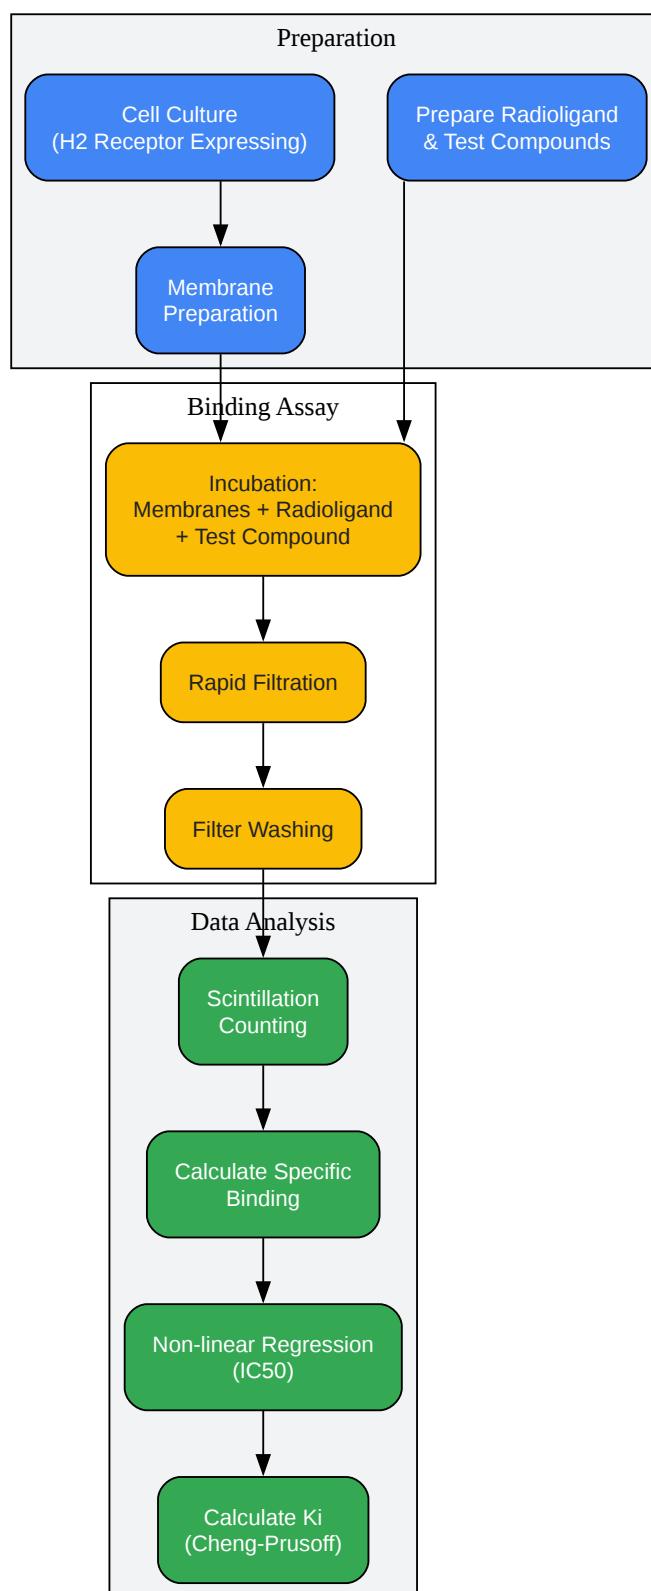 Preparation
Cell Culture
(H2 Receptor Expressing)
Prepare Radioligand
& Test Compounds
Membrane
Preparation
Binding Assay
Incubation:
Membranes + Radioligand
+ Test Compound
Rapid Filtration
Filter Washing
Data Analysis
Scintillation
Counting
Calculate Specific
Binding
Non-linear Regression
(IC50)
Calculate Ki
(Cheng-Prusoff)